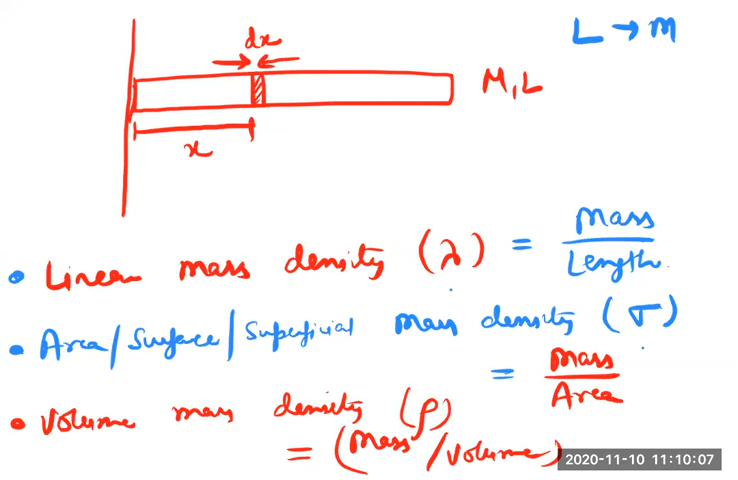 dx
L → m
M, L
x
• Linear mass density (λ) = Mass / Length
• Area/Surface/Superficial mass density (σ)
= Mass / Area
• Volume mass density (ρ)
= (Mass / Volume)
2020-11-10 11:10:07